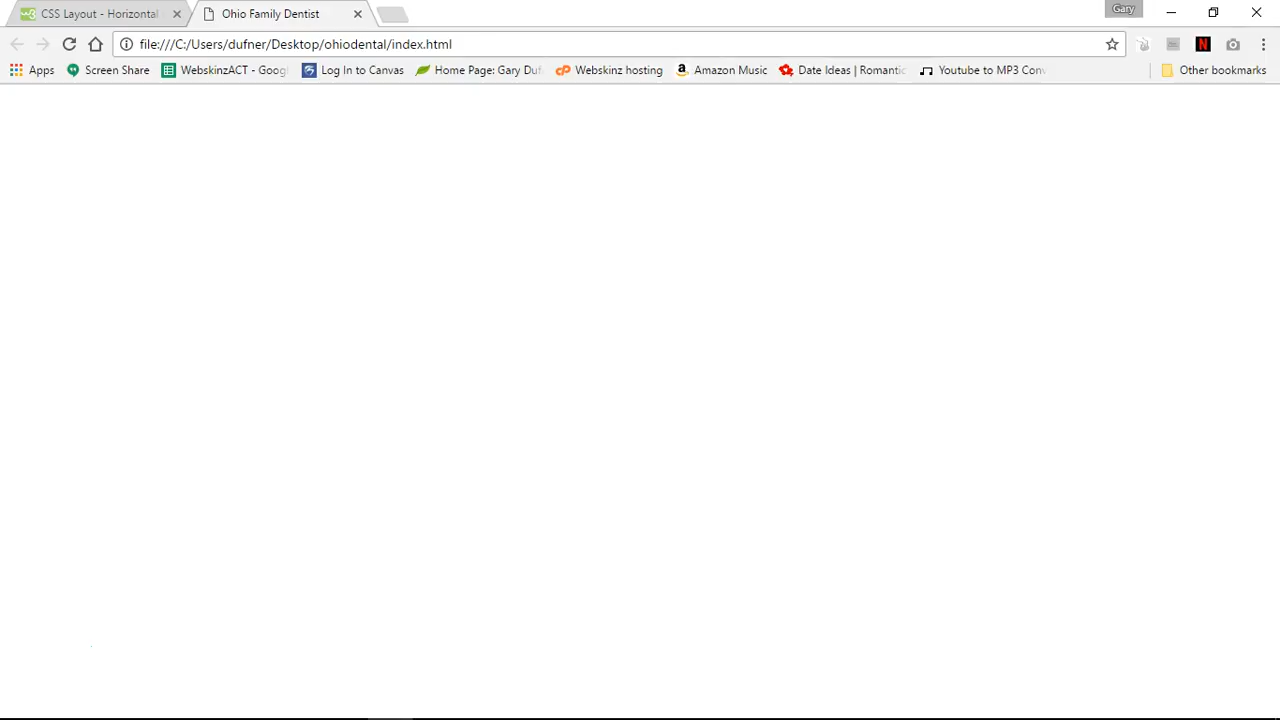 CSS Layout - Horizontal
Ohio Family Dentist
Gary
file:///C:/Users/dufner/Desktop/ohiodental/index.html
Apps
Screen Share
WebskinzACT - Goog
Log In to Canvas
Home Page: Gary Duf
Webskinz hosting
Amazon Music
Date Ideas | Romantic
Youtube to MP3 Conv
Other bookmarks